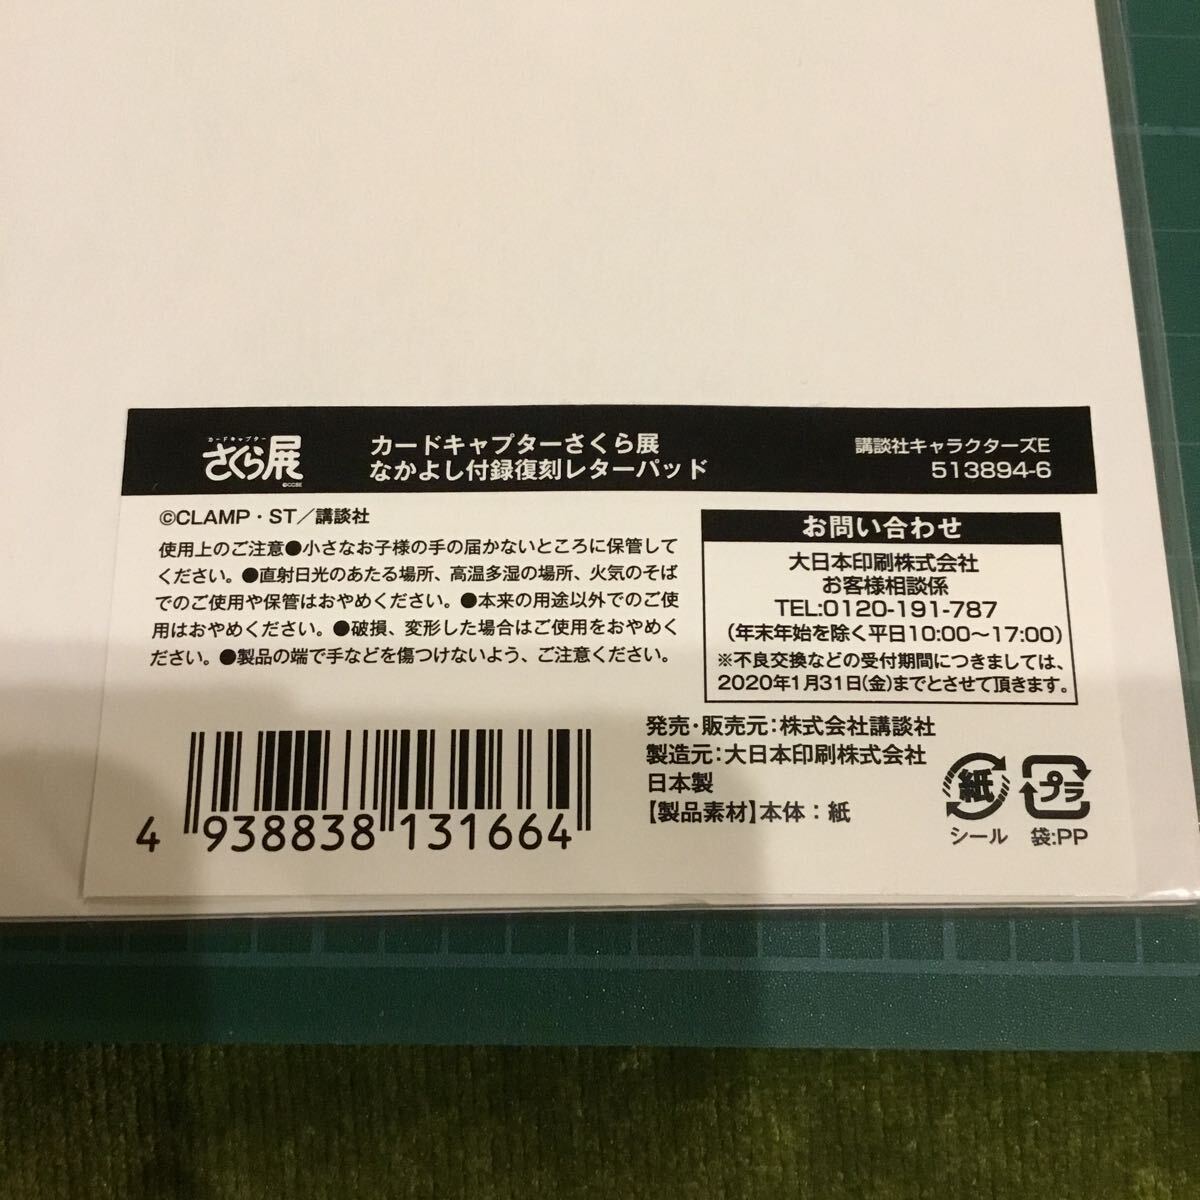 カードキャプター
さくら展
©CCSE
カードキャプターさくら展
なかよし付録復刻レターパッド
講談社キャラクターズE
513894-6
©CLAMP・ST／講談社
使用上のご注意●小さなお子様の手の届かないところに保管して
ください。●直射日光のあたる場所、高温多湿の場所、火気のそば
でのご使用や保管はおやめください。●本来の用途以外でのご使
用はおやめください。●破損、変形した場合はご使用をおやめく
ださい。●製品の端で手などを傷つけないよう、ご注意ください。
お問い合わせ
大日本印刷株式会社
お客様相談係
TEL:0120-191-787
(年末年始を除く平日10:00〜17:00)
※不良交換などの受付期間につきましては、
2020年1月31日(金)までとさせて頂きます。
発売・販売元：株式会社講談社
製造元：大日本印刷株式会社
日本製
【製品素材】本体：紙
紙
シール
プラ
袋:PP
4 938838 131664